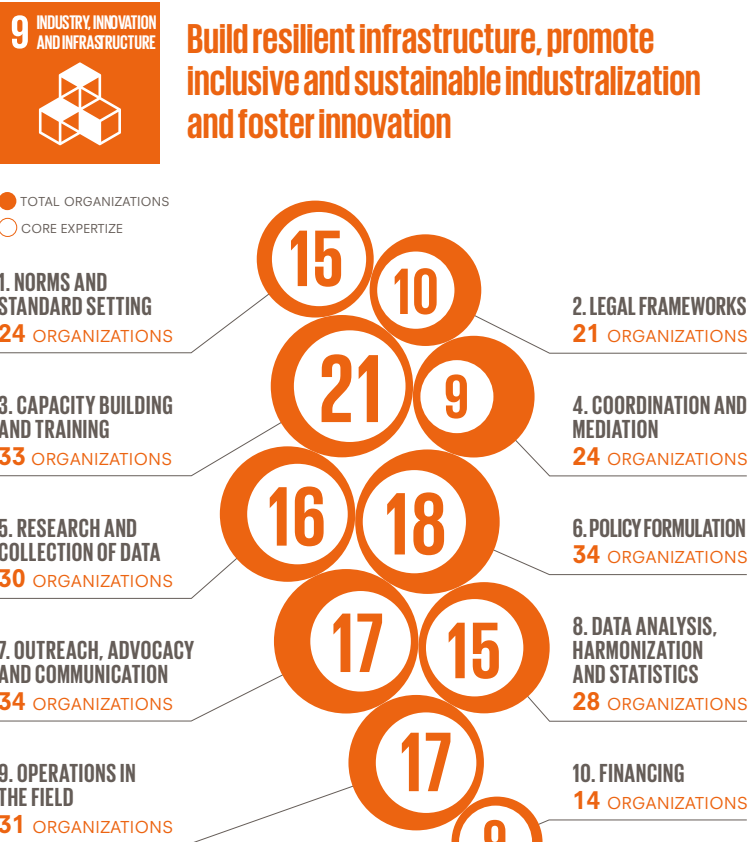 9 INDUSTRY, INNOVATION
AND INFRASTRUCTURE
Build resilient infrastructure, promote
inclusive and sustainable industralization
and foster innovation
TOTAL ORGANIZATIONS
CORE EXPERTIZE
1. NORMS AND
STANDARD SETTING
24 ORGANIZATIONS
15
10
2. LEGAL FRAMEWORKS
21 ORGANIZATIONS
3. CAPACITY BUILDING
AND TRAINING
33 ORGANIZATIONS
21
9
4. COORDINATION AND
MEDIATION
24 ORGANIZATIONS
5. RESEARCH AND
COLLECTION OF DATA
30 ORGANIZATIONS
16
18
6. POLICY FORMULATION
34 ORGANIZATIONS
7. OUTREACH, ADVOCACY
AND COMMUNICATION
34 ORGANIZATIONS
17
15
8. DATA ANALYSIS,
HARMONIZATION
AND STATISTICS
28 ORGANIZATIONS
9. OPERATIONS IN
THE FIELD
31 ORGANIZATIONS
17
10. FINANCING
14 ORGANIZATIONS